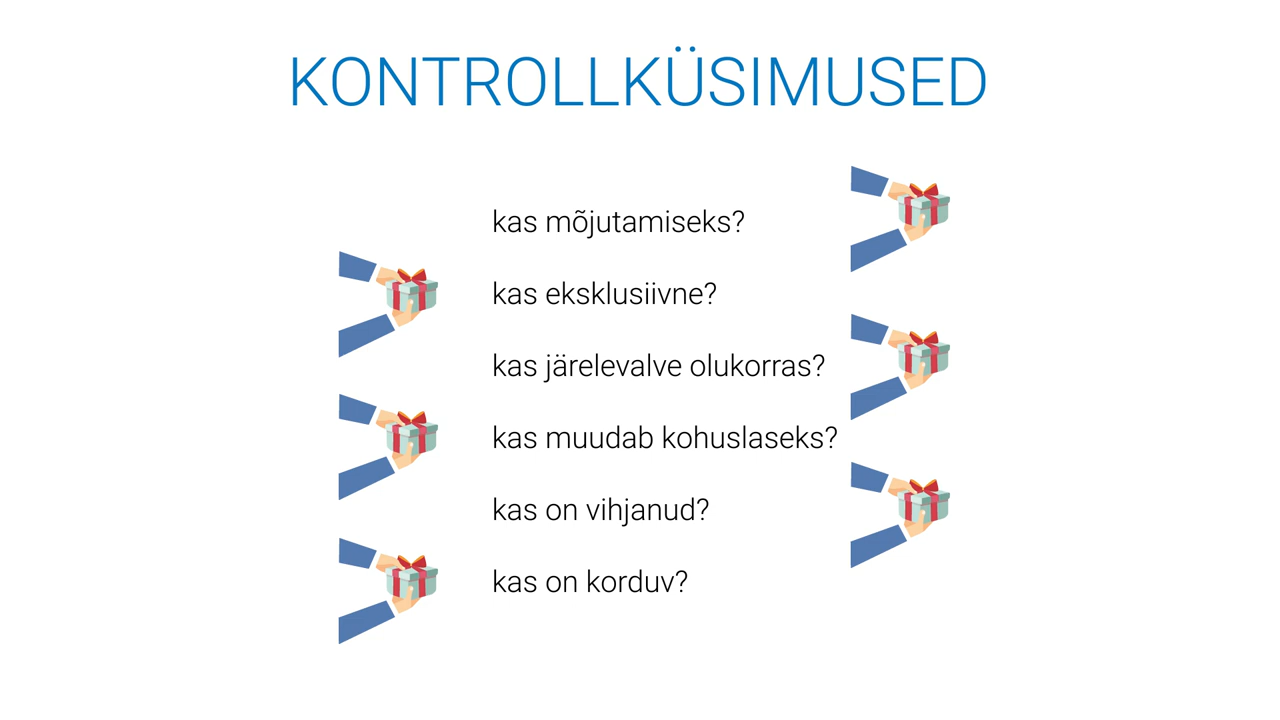 KONTROLLKÜSIMUSED
kas mõjutamiseks?
kas eksklusiivne?
kas järelevalve olukorras?
kas muudab kohuslaseks?
kas on vihjanud?
kas on korduv?